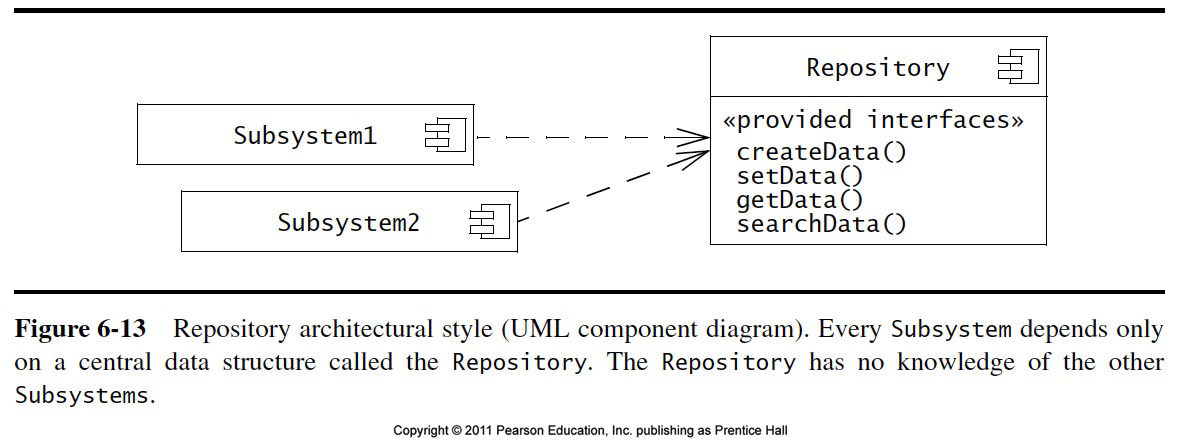 Subsystem1
Subsystem2
Repository
«provided interfaces»
createData()
setData()
getData()
searchData()
Figure 6-13 Repository architectural style (UML component diagram). Every Subsystem depends only
on a central data structure called the Repository. The Repository has no knowledge of the other
Subsystems.
Copyright © 2011 Pearson Education, Inc. publishing as Prentice Hall